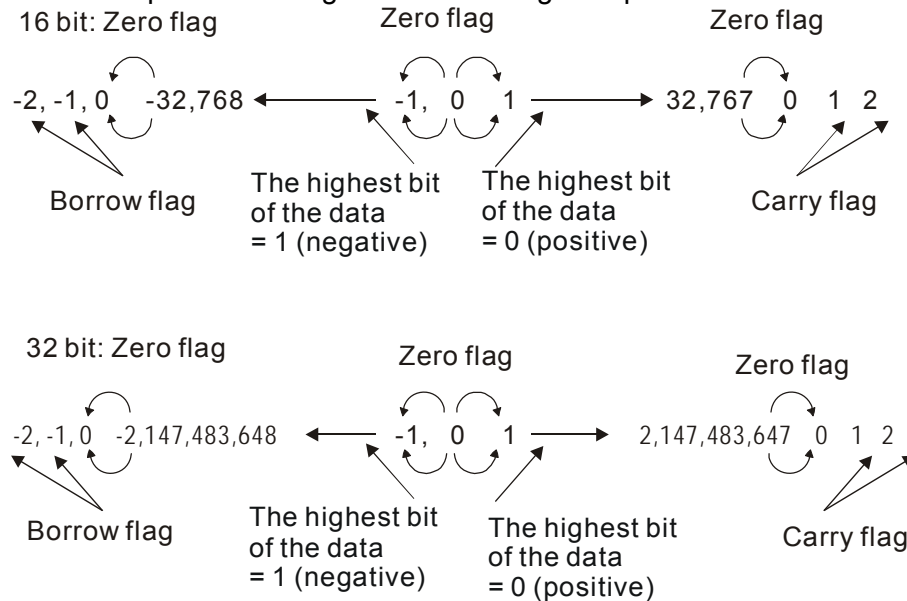 16 bit: Zero flag Zero flag Zero flag
-2, -1, 0 -32,768 -1, 0 1 32,767 0 1 2
Borrow flag
The highest bit
of the data
= 1 (negative)
The highest bit
of the data
= 0 (positive)
Carry flag
32 bit: Zero flag Zero flag Zero flag
-2, -1, 0 -2,147,483,648 -1, 0 1 2,147,483,647 0 1 2
Borrow flag
The highest bit
of the data
= 1 (negative)
The highest bit
of the data
= 0 (positive)
Carry flag